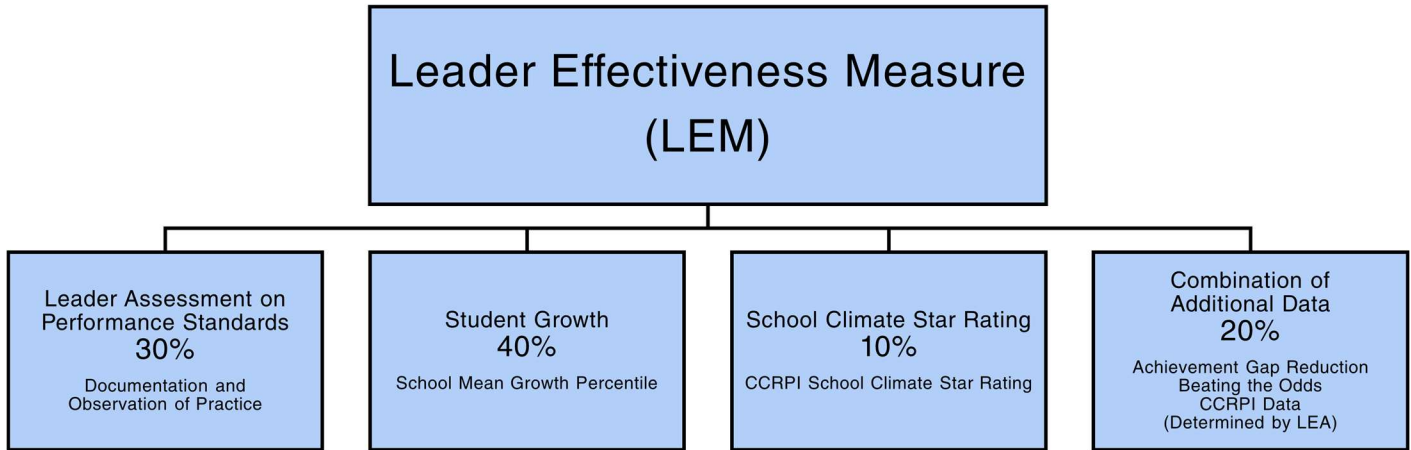 Leader Effectiveness Measure
(LEM)
Leader Assessment on
Performance Standards
30%
Documentation and
Observation of Practice
Student Growth
40%
School Mean Growth Percentile
School Climate Star Rating
10%
CCRPI School Climate Star Rating
Combination of
Additional Data
20%
Achievement Gap Reduction
Beating the Odds
CCRPI Data
(Determined by LEA)